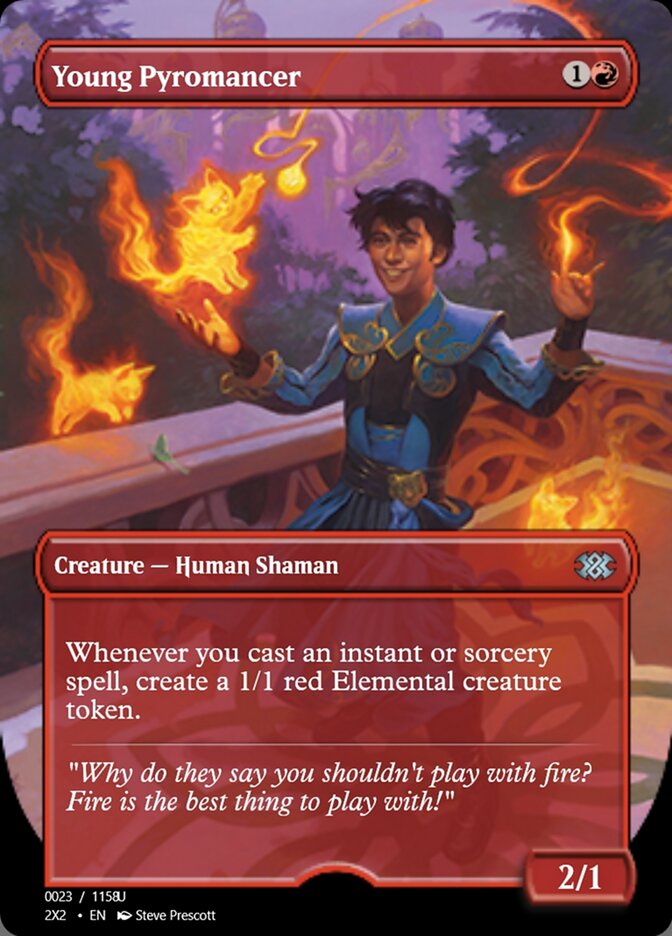 Young Pyromancer 1
Creature — Human Shaman
Whenever you cast an instant or sorcery
spell, create a 1/1 red Elemental creature
token.
"Why do they say you shouldn't play with fire?
Fire is the best thing to play with!"
2/1
0023 / 1158U
2X2 • EN Steve Prescott